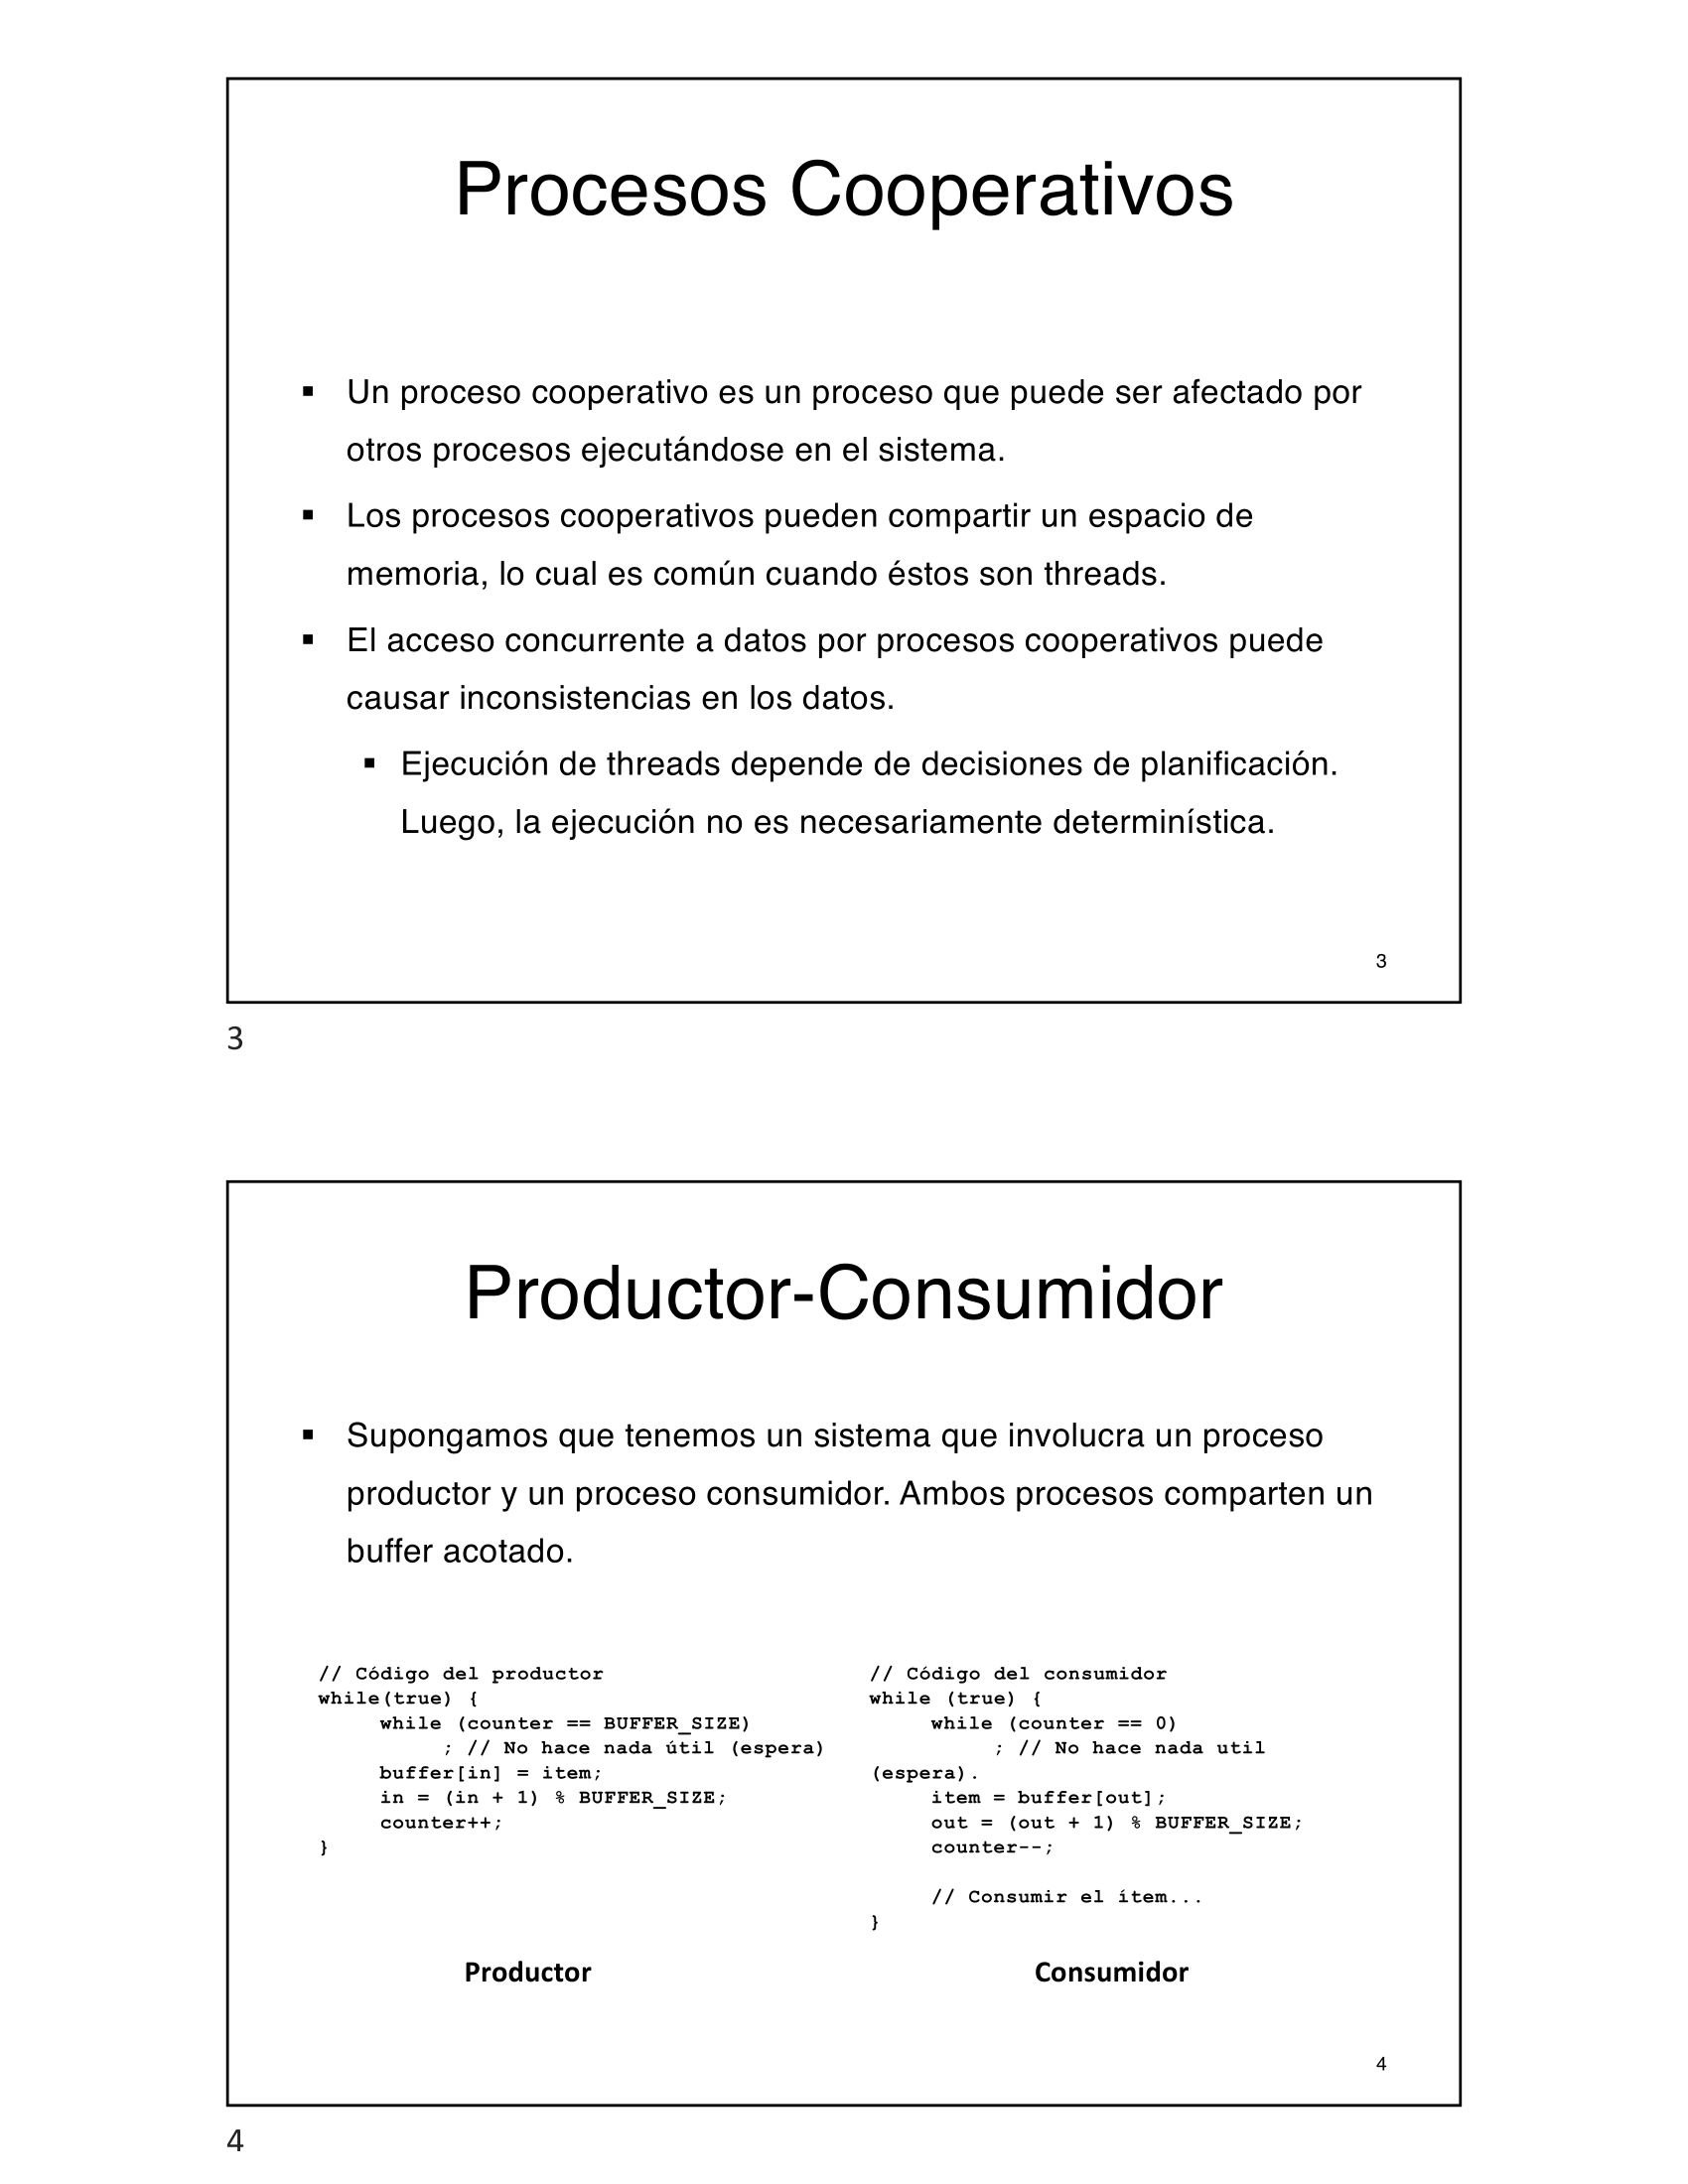 Procesos Cooperativos
▪ Un proceso cooperativo es un proceso que puede ser afectado por
otros procesos ejecutándose en el sistema.
▪ Los procesos cooperativos pueden compartir un espacio de
memoria, lo cual es común cuando éstos son threads.
▪ El acceso concurrente a datos por procesos cooperativos puede
causar inconsistencias en los datos.
▪ Ejecución de threads depende de decisiones de planificación.
Luego, la ejecución no es necesariamente determinística.
3
3
Productor-Consumidor
▪ Supongamos que tenemos un sistema que involucra un proceso
productor y un proceso consumidor. Ambos procesos comparten un
buffer acotado.
// Código del productor
while(true) {
     while (counter == BUFFER_SIZE)
          ; // No hace nada útil (espera)
     buffer[in] = item;
     in = (in + 1) % BUFFER_SIZE;
     counter++;
}
Productor
// Código del consumidor
while (true) {
     while (counter == 0)
          ; // No hace nada util
(espera).
     item = buffer[out];
     out = (out + 1) % BUFFER_SIZE;
     counter--;
     // Consumir el ítem...
}
Consumidor
4
4